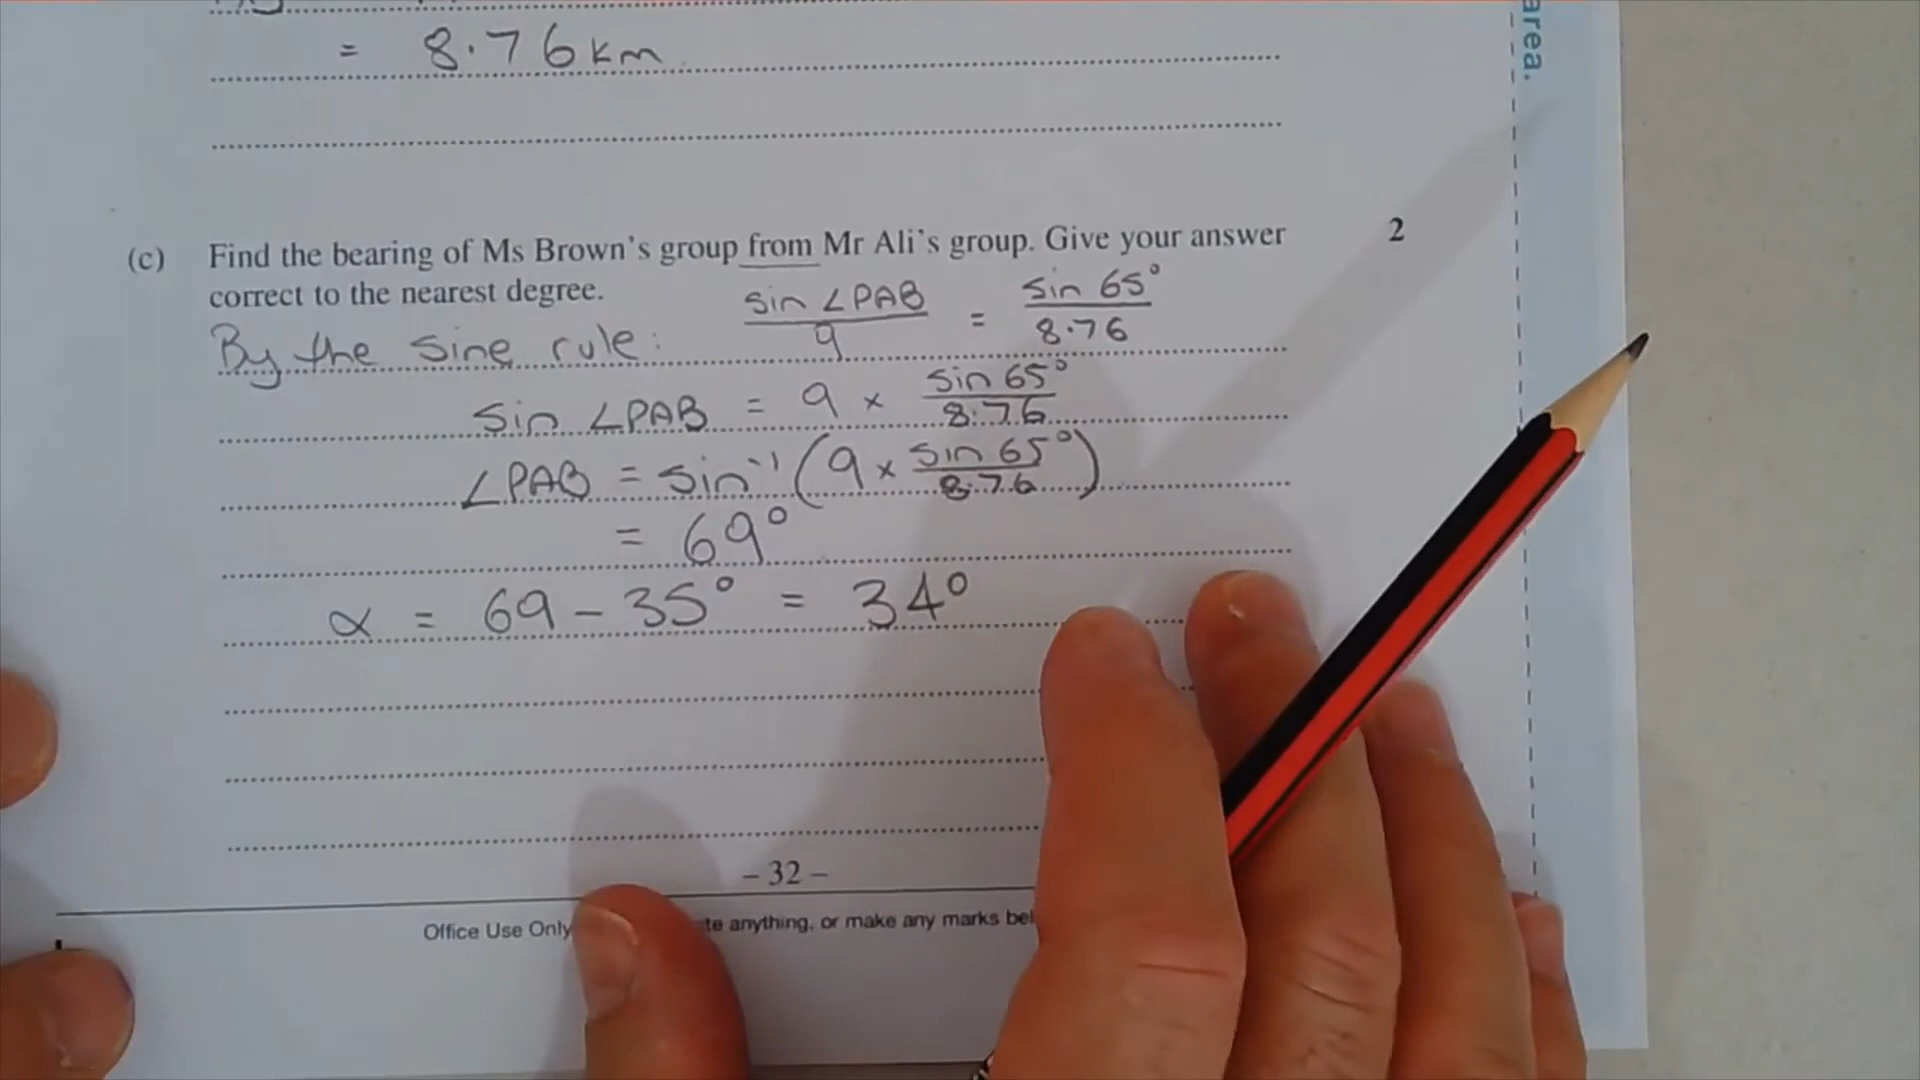 = 8.76 km
area.
(c) Find the bearing of Ms Brown's group from Mr Ali's group. Give your answer 2
correct to the nearest degree.
By the sine rule: sin ∠PAB / 9 = sin 65° / 8.76
sin ∠PAB = 9 × sin 65° / 8.76
∠PAB = sin⁻¹ (9 × sin 65° / 8.76)
= 69°
α = 69 - 35° = 34°
– 32 –
Office Use Only te anything, or make any marks bel